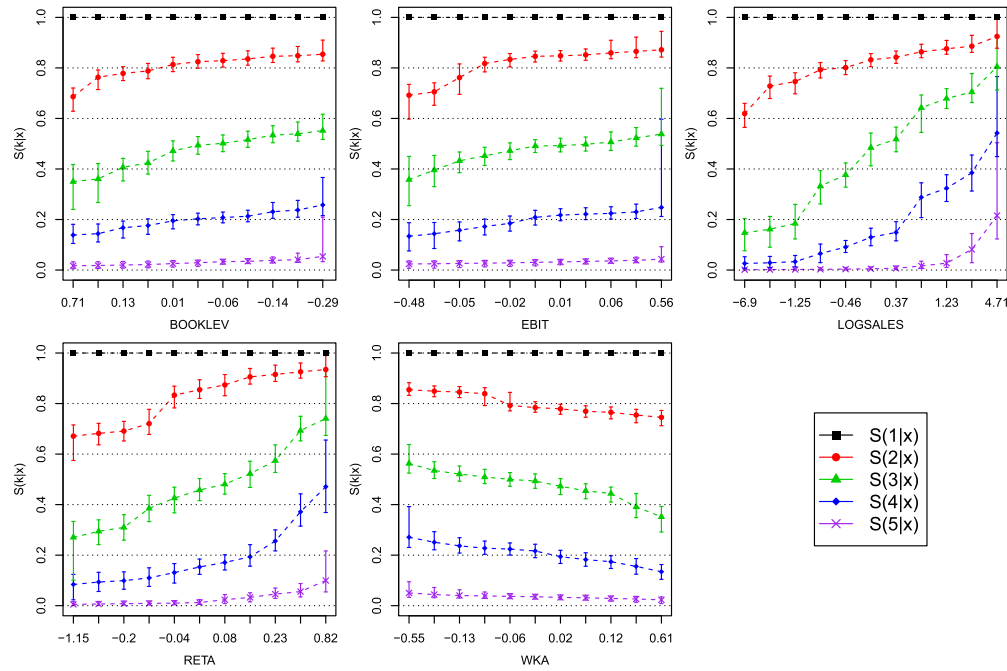 S(k|x)
1.0
0.8
0.6
0.4
0.2
0.0
0.71 0.13 0.01 −0.06 −0.14 −0.29
BOOKLEV
S(k|x)
1.0
0.8
0.6
0.4
0.2
0.0
−0.48 −0.05 −0.02 0.01 0.06 0.56
EBIT
S(k|x)
1.0
0.8
0.6
0.4
0.2
0.0
−6.9 −1.25 −0.46 0.37 1.23 4.71
LOGSALES
S(k|x)
1.0
0.8
0.6
0.4
0.2
0.0
−1.15 −0.2 −0.04 0.08 0.23 0.82
RETA
S(k|x)
1.0
0.8
0.6
0.4
0.2
0.0
−0.55 −0.13 −0.06 0.02 0.12 0.61
WKA
S(1|x)
S(2|x)
S(3|x)
S(4|x)
S(5|x)